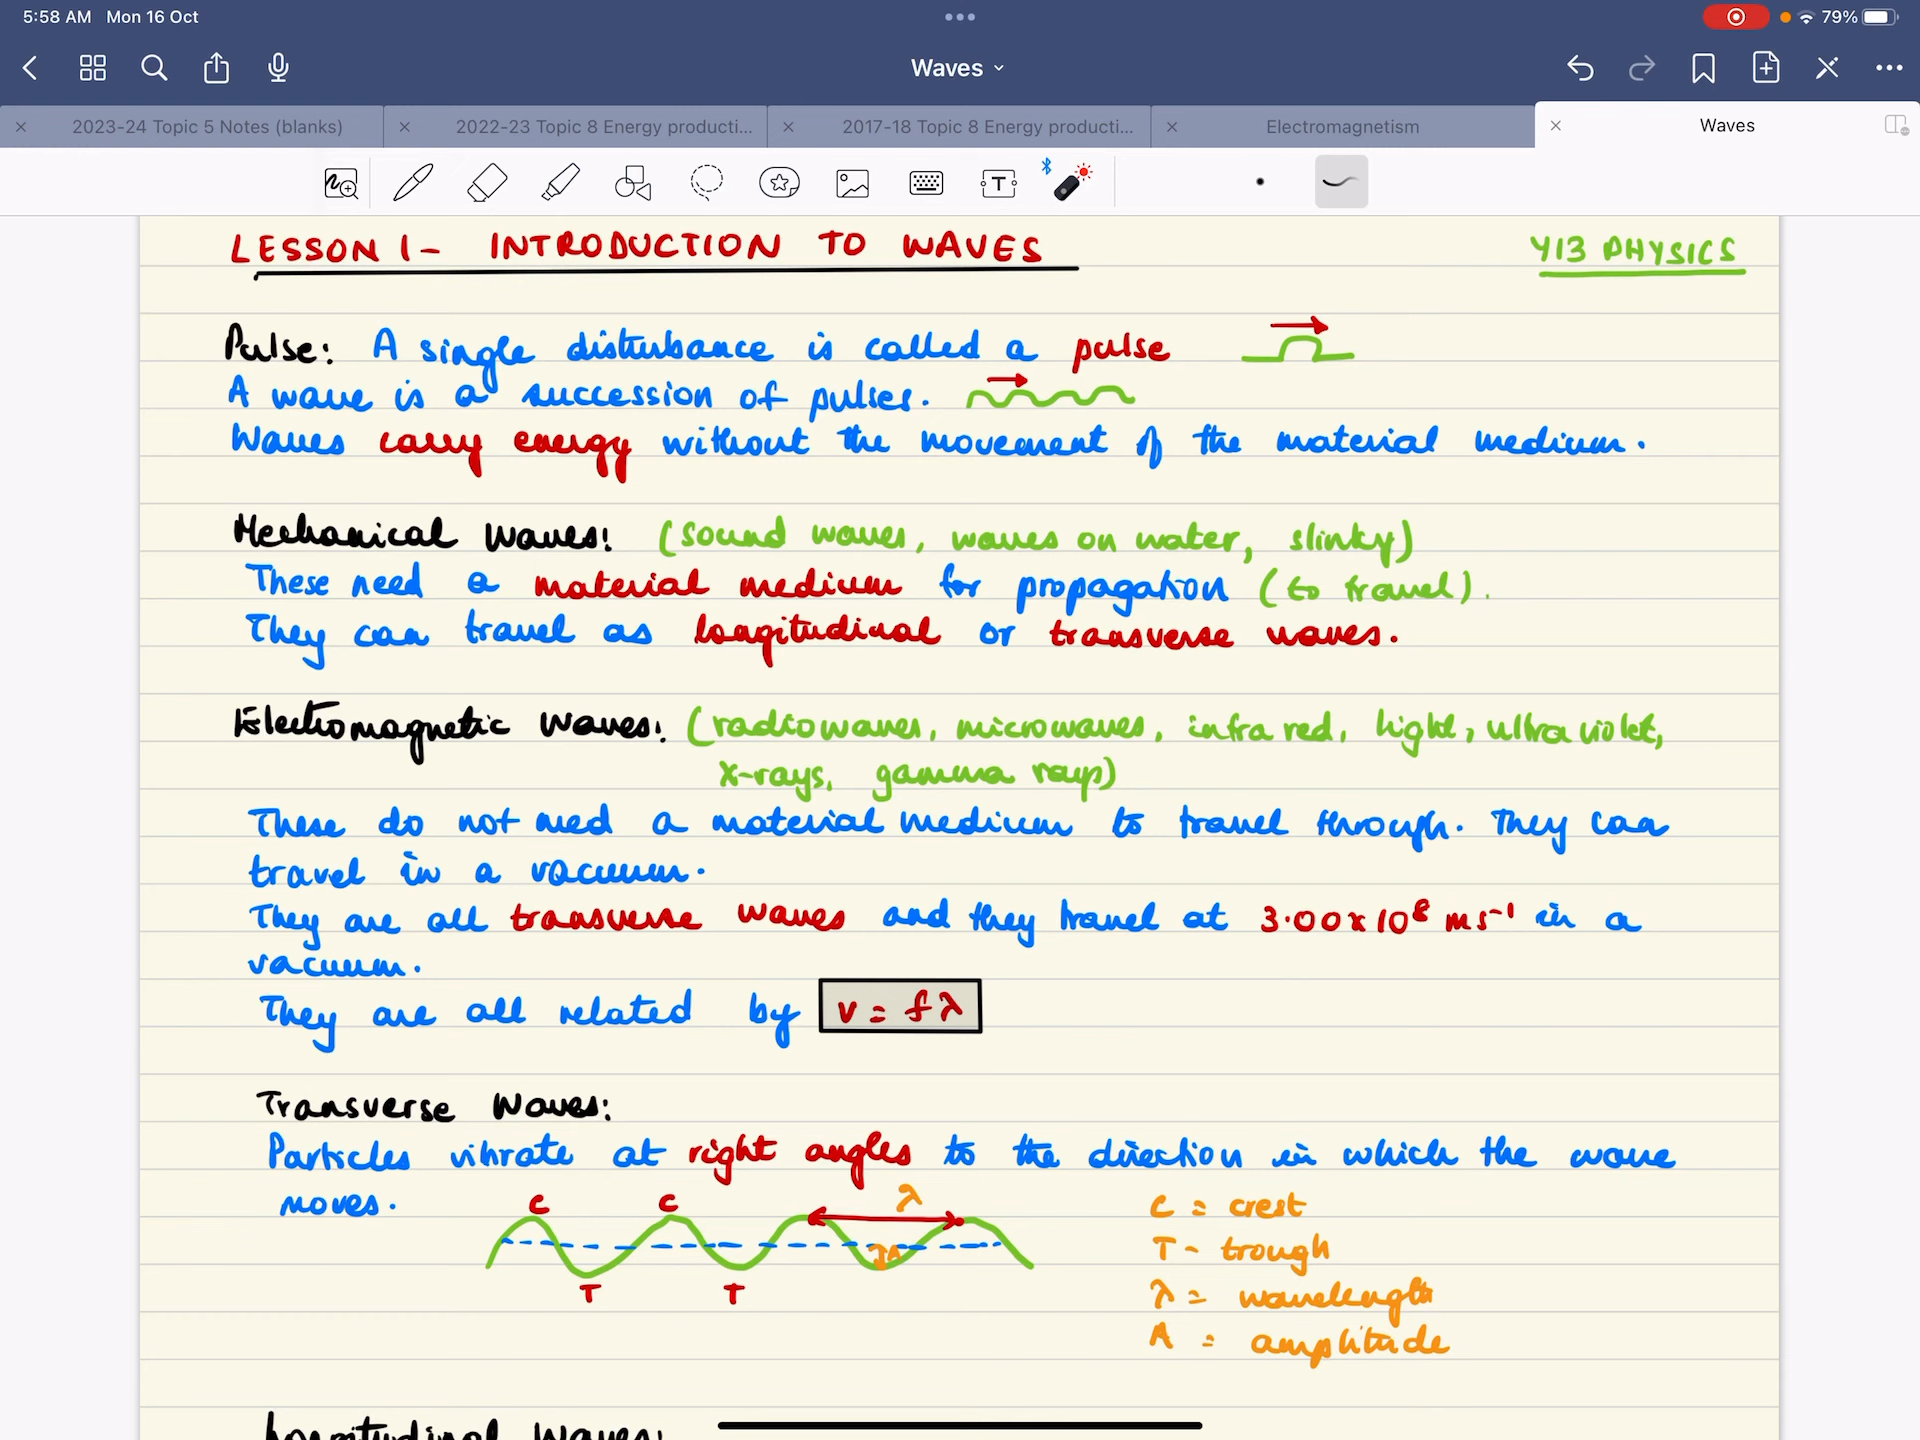 5:58 AM Mon 16 Oct
79%
Waves
2023-24 Topic 5 Notes (blanks)
2022-23 Topic 8 Energy producti...
2017-18 Topic 8 Energy producti...
Electromagnetism
Waves
T
LESSON 1 - INTRODUCTION TO WAVES
Y13 PHYSICS
Pulse: A single disturbance is called a pulse
A wave is a succession of pulses.
Waves carry energy without the movement of the material medium.
Mechanical Waves: (sound waves, waves on water, slinky)
These need a material medium for propagation (to travel).
They can travel as longitudinal or transverse waves.
Electromagnetic Waves: (radiowaves, microwaves, infra red, light, ultraviolet,
x-rays, gamma rays)
These do not need a material medium to travel through. They can
travel in a vacuum.
They are all transverse waves and they travel at 3.00x10⁸ ms⁻¹ in a
vacuum.
They are all related by v = fλ
Transverse Waves:
Particles vibrate at right angles to the direction in which the wave
moves.
C C λ
A
T T
C = crest
T - trough
λ = wavelength
A = amplitude
Longitudinal Waves: